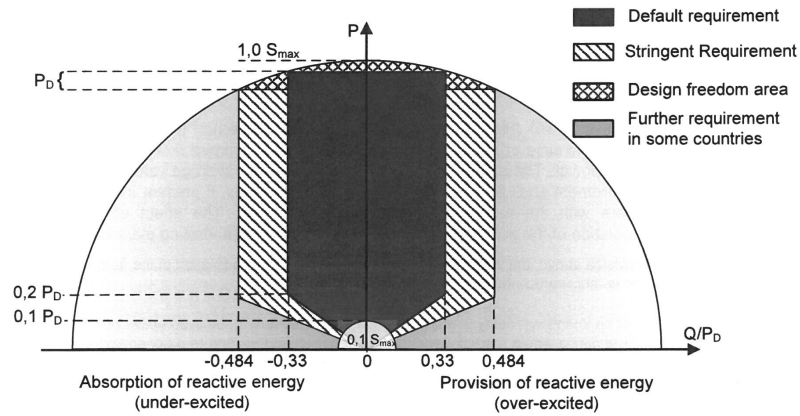 P
1,0 Smax
PD {
Default requirement
Stringent Requirement
Design freedom area
Further requirement
in some countries
0,2 PD
0,1 PD
0,1 Smax
Q/PD
-0,484 -0,33 0 0,33 0,484
Absorption of reactive energy
(under-excited)
Provision of reactive energy
(over-excited)